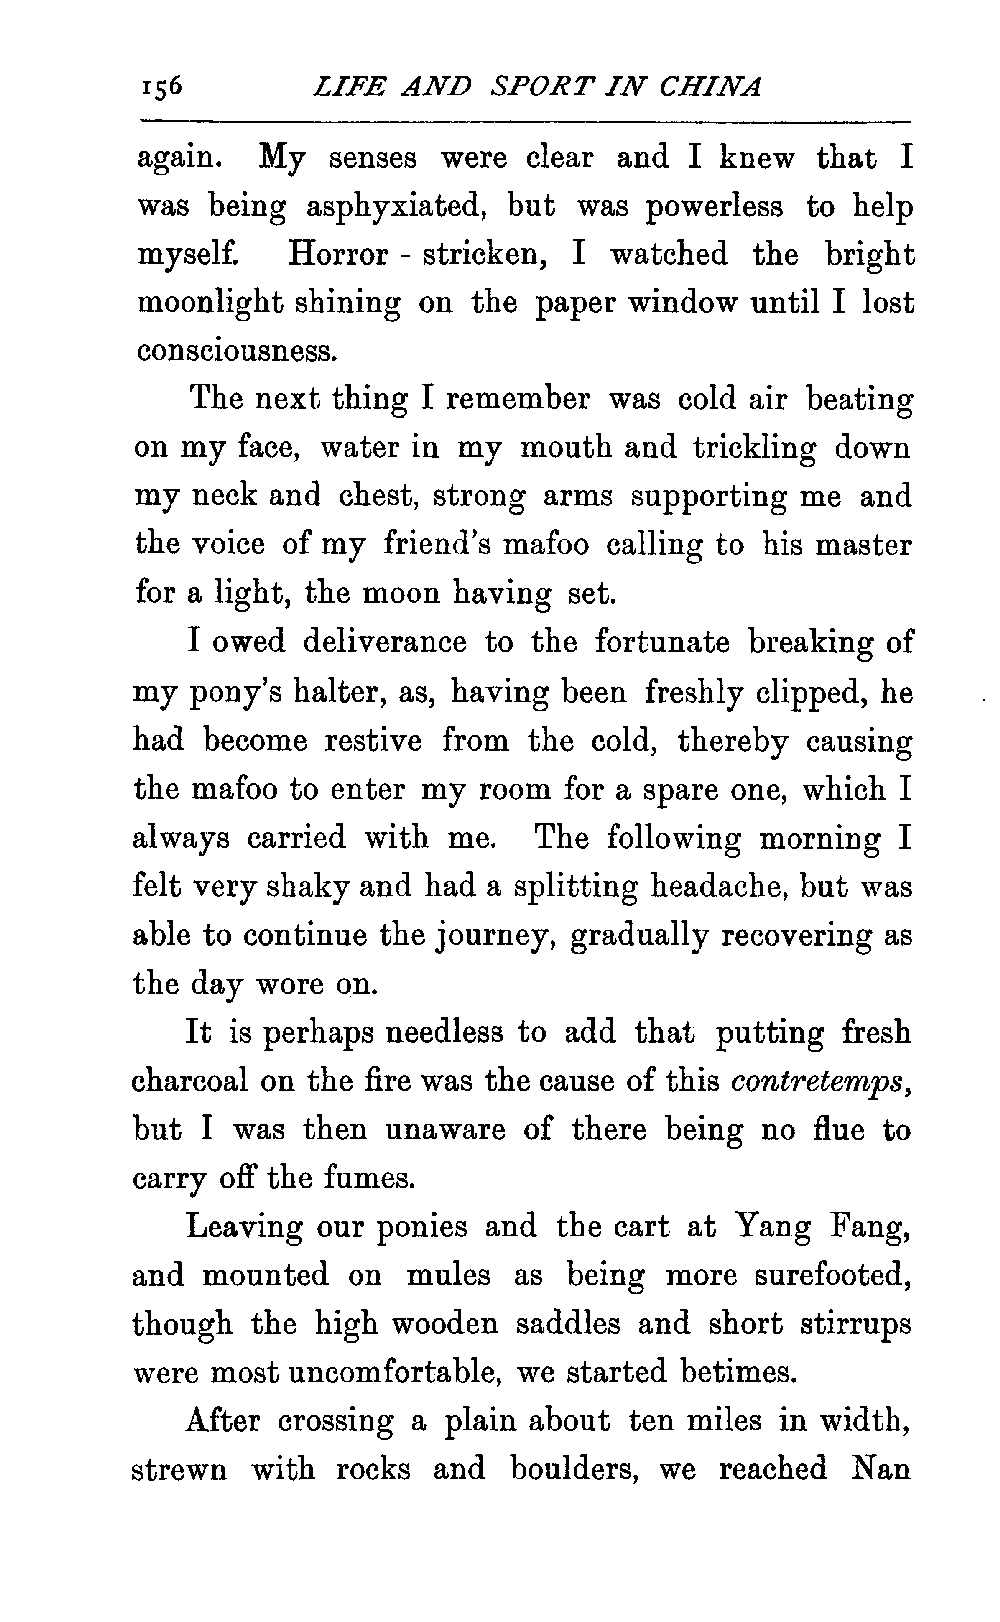 156 LIFE AND SPORT IN CHINA
again. My senses were clear and I knew that I
was being asphyxiated, but was powerless to help
myself. Horror-stricken, I watched the bright
moonlight shining on the paper window until I lost
consciousness.
The next thing I remember was cold air beating
on my face, water in my mouth and trickling down
my neck and chest, strong arms supporting me and
the voice of my friend's mafoo calling to his master
for a light, the moon having set.
I owed deliverance to the fortunate breaking of
my pony's halter, as, having been freshly clipped, he
had become restive from the cold, thereby causing
the mafoo to enter my room for a spare one, which I
always carried with me. The following morning I
felt very shaky and had a splitting headache, but was
able to continue the journey, gradually recovering as
the day wore on.
It is perhaps needless to add that putting fresh
charcoal on the fire was the cause of this contretemps,
but I was then unaware of there being no flue to
carry off the fumes.
Leaving our ponies and the cart at Yang Fang,
and mounted on mules as being more surefooted,
though the high wooden saddles and short stirrups
were most uncomfortable, we started betimes.
After crossing a plain about ten miles in width,
strewn with rocks and boulders, we reached Nan